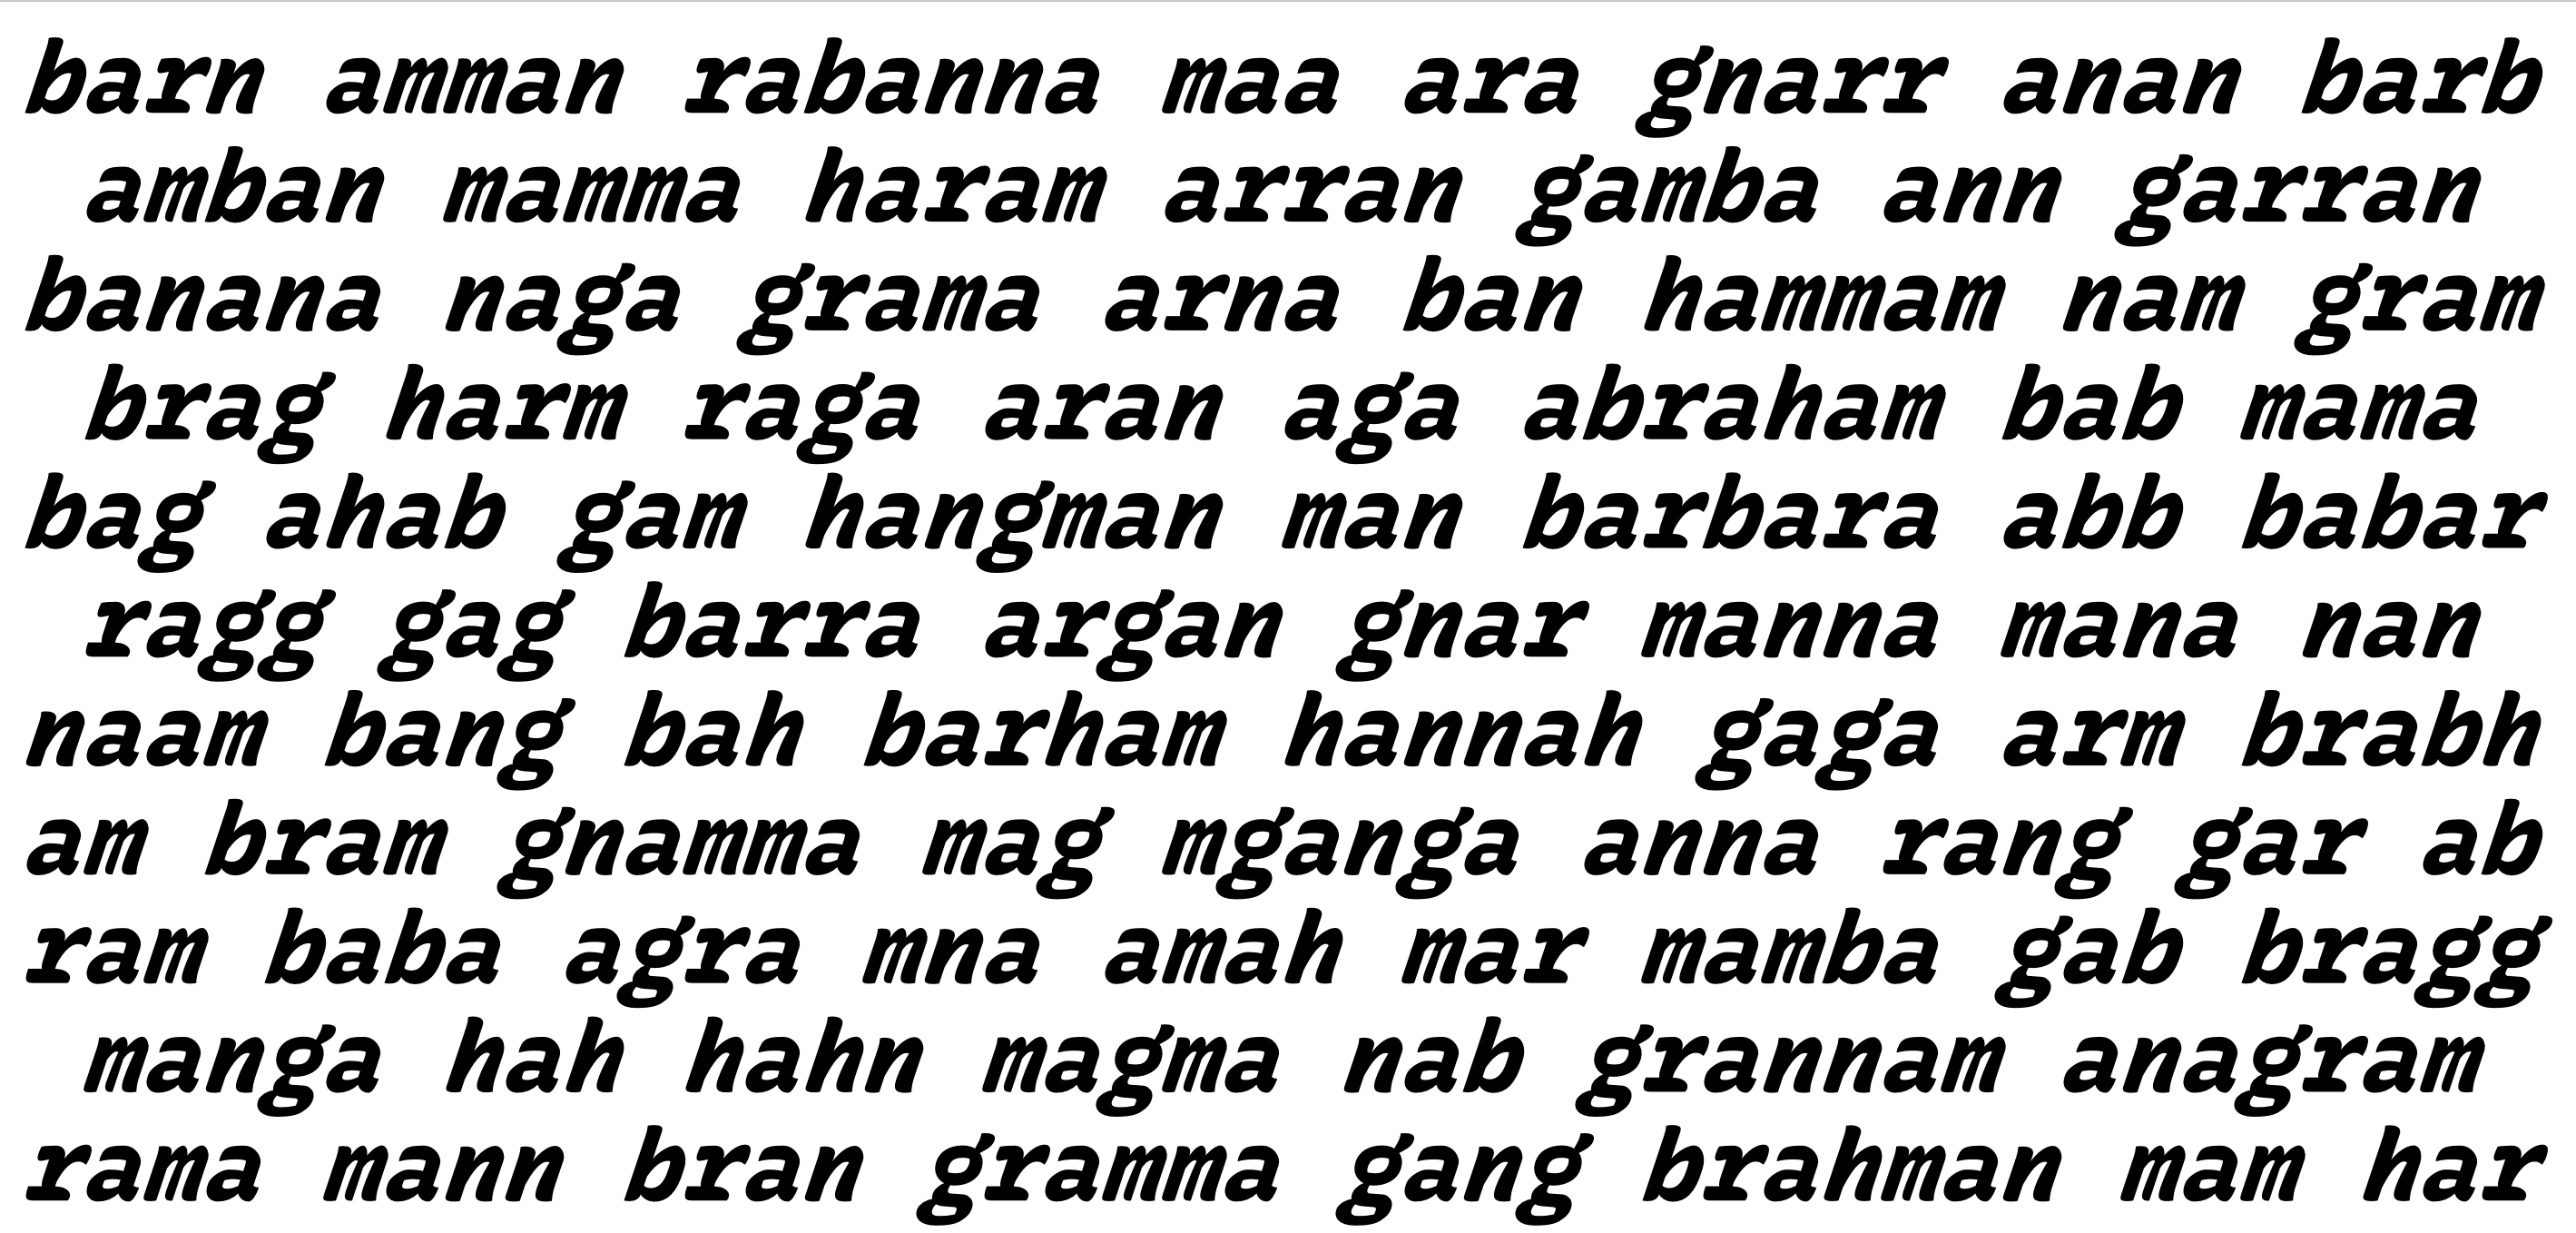 barn amman rabanna maa ara gnarr anan barb
amban mamma haram arran gamba ann garran
banana naga grama arna ban hammam nam gram
brag harm raga aran aga abraham bab mama
bag ahab gam hangman man barbara abb babar
ragg gag barra argan gnar manna mana nan
naam bang bah barham hannah gaga arm brabh
am bram gnamma mag mganga anna rang gar ab
ram baba agra mna amah mar mamba gab bragg
manga hah hahn magma nab grannam anagram
rama mann bran gramma gang brahman mam har